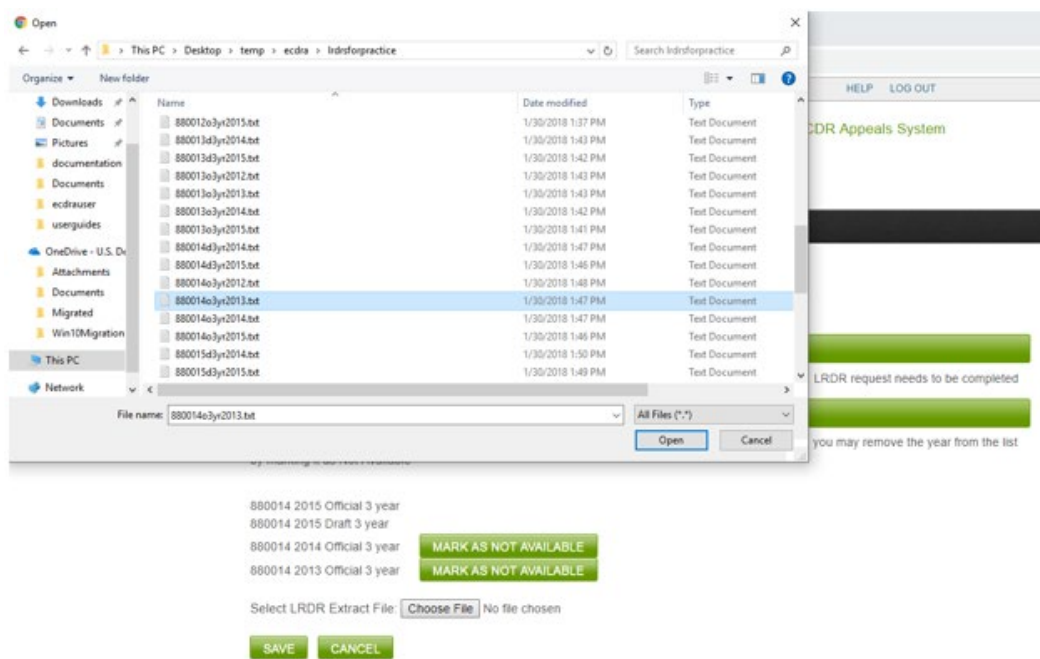 Open
This PC > Desktop > temp > ecdra > lrdrsforpractice
Search lrdrsforpractice
Organize
New folder
HELP LOG OUT
Downloads
Documents
Pictures
documentation
Documents
ecdrauser
userguides
OneDrive - U.S. De
Attachments
Documents
Migrated
Win10Migration
This PC
Network
Name Date modified Type
880012o3yr2015.txt 1/30/2018 1:37 PM Text Document
880013d3yr2014.txt 1/30/2018 1:43 PM Text Document
880013d3yr2015.txt 1/30/2018 1:42 PM Text Document
880013o3yr2012.txt 1/30/2018 1:43 PM Text Document
880013o3yr2013.txt 1/30/2018 1:43 PM Text Document
880013o3yr2014.txt 1/30/2018 1:42 PM Text Document
880013o3yr2015.txt 1/30/2018 1:41 PM Text Document
880014d3yr2014.txt 1/30/2018 1:47 PM Text Document
880014d3yr2015.txt 1/30/2018 1:46 PM Text Document
880014o3yr2012.txt 1/30/2018 1:48 PM Text Document
880014o3yr2013.txt 1/30/2018 1:47 PM Text Document
880014o3yr2014.txt 1/30/2018 1:47 PM Text Document
880014o3yr2015.txt 1/30/2018 1:46 PM Text Document
880015d3yr2014.txt 1/30/2018 1:50 PM Text Document
880015d3yr2015.txt 1/30/2018 1:49 PM Text Document
File name: 880014o3yr2013.txt
All Files (*.*)
Open Cancel
CDR Appeals System
LRDR request needs to be completed
you may remove the year from the list
by marking it as Not Available
880014 2015 Official 3 year
880014 2015 Draft 3 year
880014 2014 Official 3 year MARK AS NOT AVAILABLE
880014 2013 Official 3 year MARK AS NOT AVAILABLE
Select LRDR Extract File: Choose File No file chosen
SAVE CANCEL